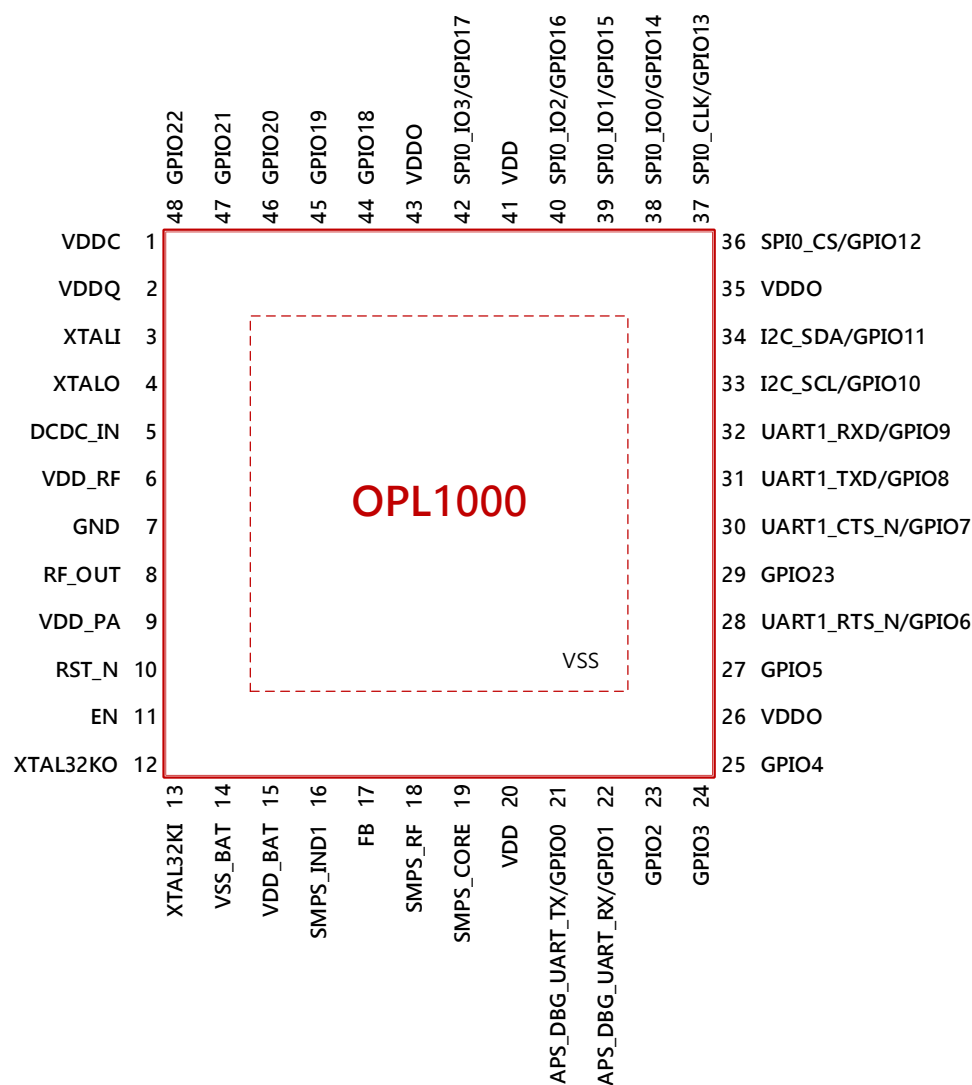 48 GPIO22
47 GPIO21
46 GPIO20
45 GPIO19
44 GPIO18
43 VDDO
42 SPI0_IO3/GPIO17
41 VDD
40 SPI0_IO2/GPIO16
39 SPI0_IO1/GPIO15
38 SPI0_IO0/GPIO14
37 SPI0_CLK/GPIO13
VDDC 1
VDDQ 2
XTALI 3
XTALO 4
DCDC_IN 5
VDD_RF 6
GND 7
RF_OUT 8
VDD_PA 9
RST_N 10
EN 11
XTAL32KO 12
OPL1000
VSS
36 SPI0_CS/GPIO12
35 VDDO
34 I2C_SDA/GPIO11
33 I2C_SCL/GPIO10
32 UART1_RXD/GPIO9
31 UART1_TXD/GPIO8
30 UART1_CTS_N/GPIO7
29 GPIO23
28 UART1_RTS_N/GPIO6
27 GPIO5
26 VDDO
25 GPIO4
XTAL32KI 13
VSS_BAT 14
VDD_BAT 15
SMPS_IND1 16
FB 17
SMPS_RF 18
SMPS_CORE 19
VDD 20
APS_DBG_UART_TX/GPIO0 21
APS_DBG_UART_RX/GPIO1 22
GPIO2 23
GPIO3 24